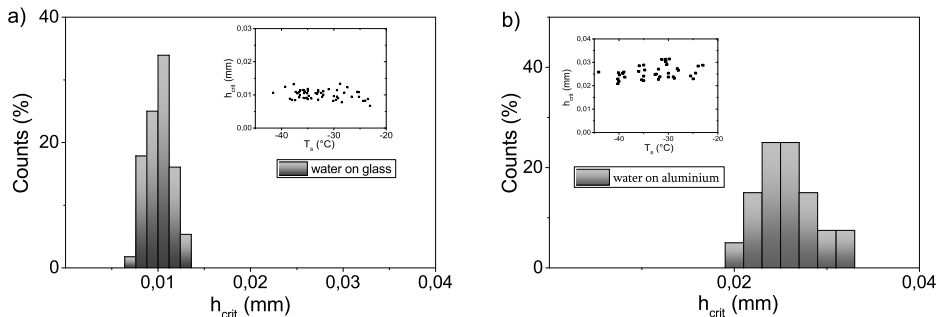 a)
40
20
0
Counts (%)
0,01
0,02
0,03
0,04
h_crit (mm)
0,03
0,02
0,01
0,00
h_crit (mm)
-40
-30
-20
T_s (°C)
water on glass
b)
40
20
0
Counts (%)
0,02
0,04
h_crit (mm)
0,04
0,03
0,02
0,01
0,00
h_crit (mm)
-40
-30
-20
T_s (°C)
water on aluminium